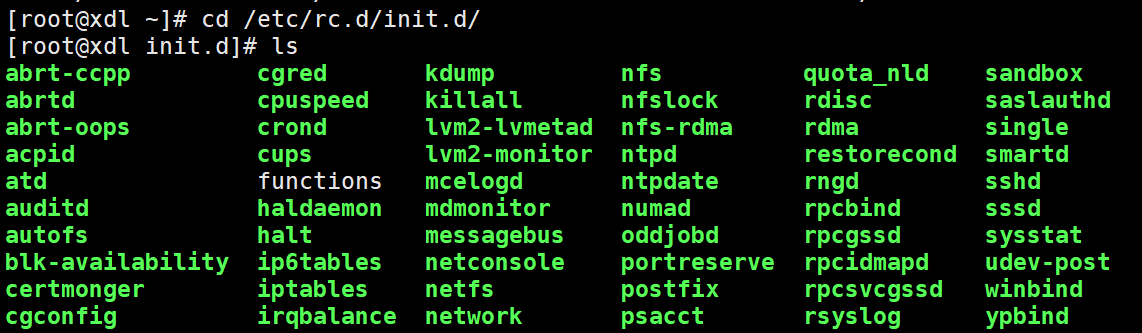 [root@xdl ~]# cd /etc/rc.d/init.d/
[root@xdl init.d]# ls
abrt-ccpp cgred kdump nfs quota_nld sandbox
abrtd cpuspeed killall nfslock rdisc saslauthd
abrt-oops crond lvm2-lvmetad nfs-rdma rdma single
acpid cups lvm2-monitor ntpd restorecond smartd
atd functions mcelogd ntpdate rngd sshd
auditd haldaemon mdmonitor numad rpcbind sssd
autofs halt messagebus oddjobd rpcgssd sysstat
blk-availability ip6tables netconsole portreserve rpcidmapd udev-post
certmonger iptables netfs postfix rpcsvcgssd winbind
cgconfig irqbalance network psacct rsyslog ypbind